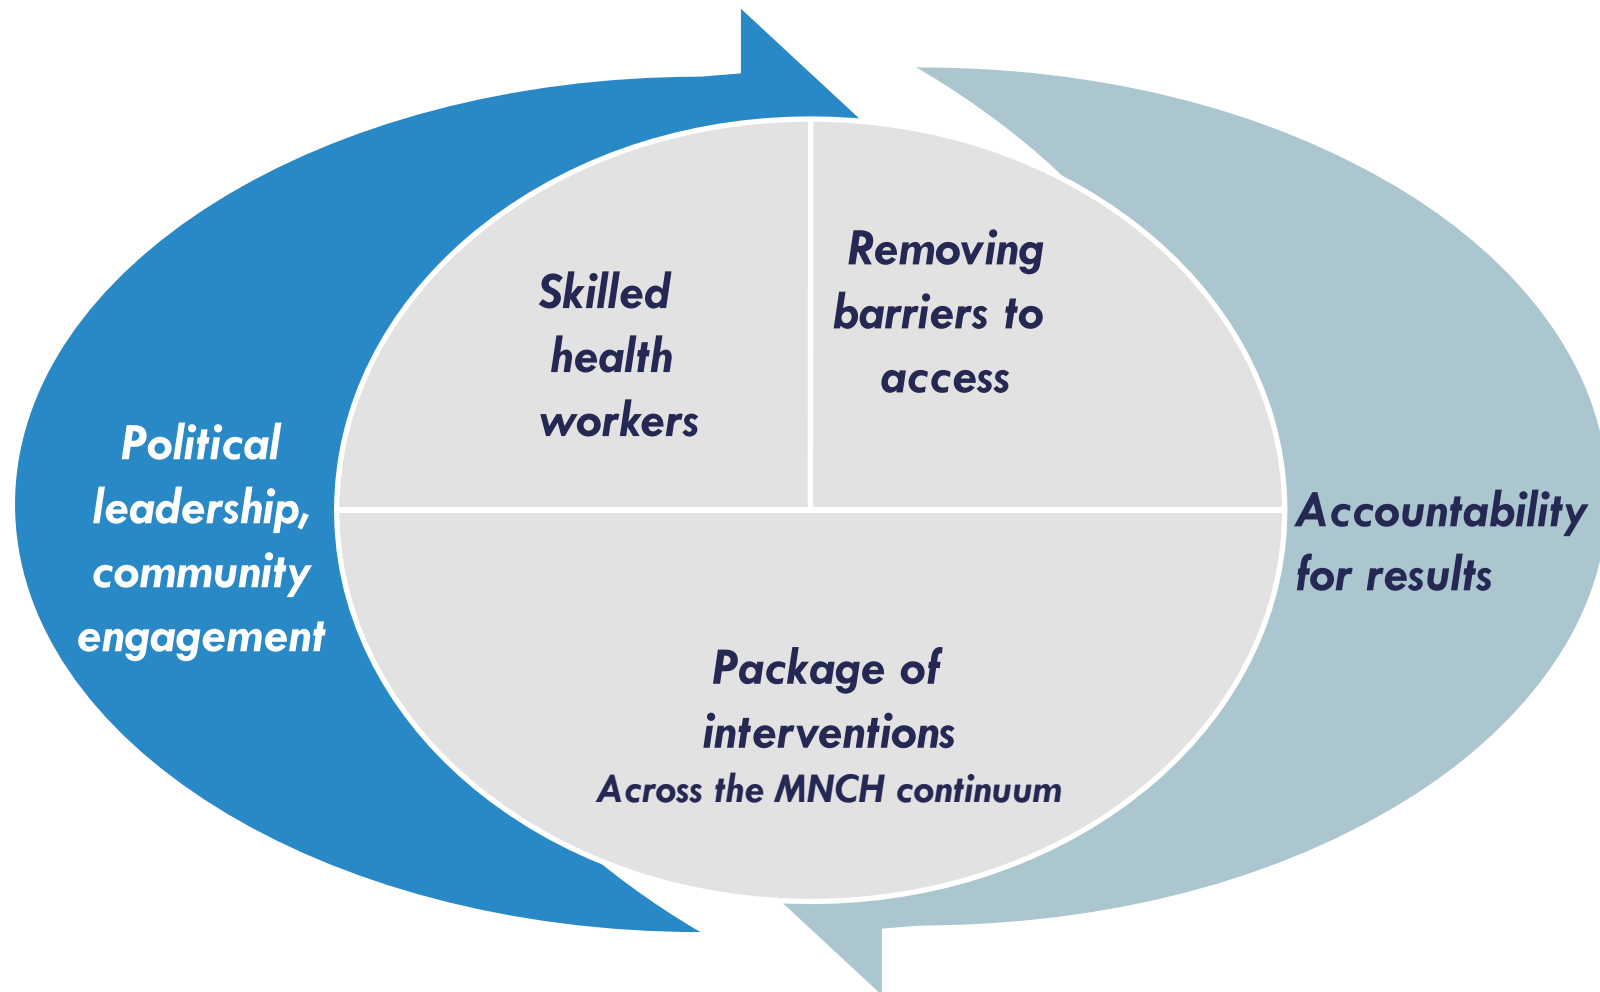 Political
leadership,
community
engagement
Skilled
health
workers
Removing
barriers to
access
Package of
interventions
Across the MNCH continuum
Accountability
for results